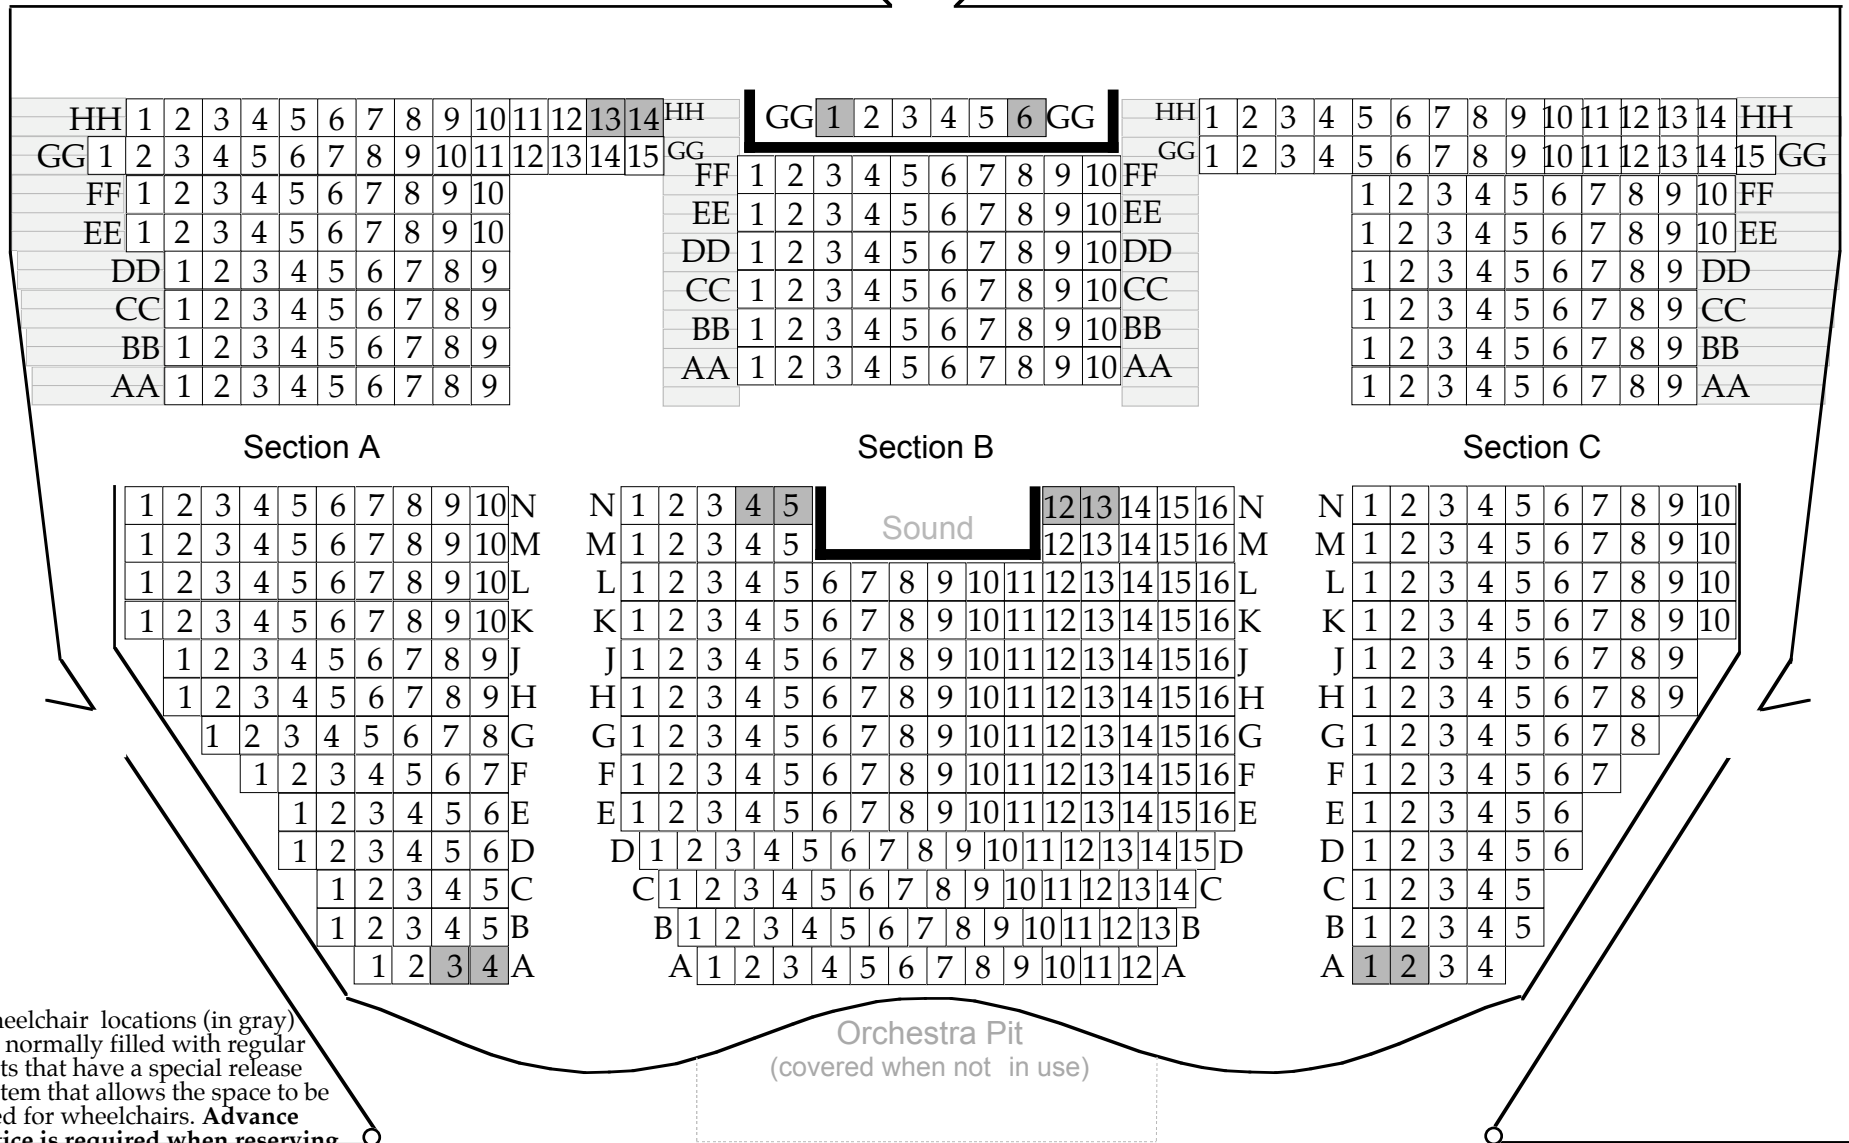 HH 1 2 3 4 5 6 7 8 9 10 11 12 13 14 HH GG 1 2 3 4 5 6 GG HH 1 2 3 4 5 6 7 8 9 10 11 12 13 14 HH
GG 1 2 3 4 5 6 7 8 9 10 11 12 13 14 15 GG GG 1 2 3 4 5 6 7 8 9 10 11 12 13 14 15 GG
FF 1 2 3 4 5 6 7 8 9 10 FF 1 2 3 4 5 6 7 8 9 10 FF 1 2 3 4 5 6 7 8 9 10 FF
EE 1 2 3 4 5 6 7 8 9 10 EE 1 2 3 4 5 6 7 8 9 10 EE 1 2 3 4 5 6 7 8 9 10 EE
DD 1 2 3 4 5 6 7 8 9 DD 1 2 3 4 5 6 7 8 9 10 DD 1 2 3 4 5 6 7 8 9 DD
CC 1 2 3 4 5 6 7 8 9 CC 1 2 3 4 5 6 7 8 9 10 CC 1 2 3 4 5 6 7 8 9 CC
BB 1 2 3 4 5 6 7 8 9 BB 1 2 3 4 5 6 7 8 9 10 BB 1 2 3 4 5 6 7 8 9 BB
AA 1 2 3 4 5 6 7 8 9 AA 1 2 3 4 5 6 7 8 9 10 AA 1 2 3 4 5 6 7 8 9 AA
Section A Section B Section C
1 2 3 4 5 6 7 8 9 10 N N 1 2 3 4 5 12 13 14 15 16 N N 1 2 3 4 5 6 7 8 9 10
Sound
1 2 3 4 5 6 7 8 9 10 M M 1 2 3 4 5 12 13 14 15 16 M M 1 2 3 4 5 6 7 8 9 10
1 2 3 4 5 6 7 8 9 10 L L 1 2 3 4 5 6 7 8 9 10 11 12 13 14 15 16 L L 1 2 3 4 5 6 7 8 9 10
1 2 3 4 5 6 7 8 9 10 K K 1 2 3 4 5 6 7 8 9 10 11 12 13 14 15 16 K K 1 2 3 4 5 6 7 8 9 10
1 2 3 4 5 6 7 8 9 J J 1 2 3 4 5 6 7 8 9 10 11 12 13 14 15 16 J J 1 2 3 4 5 6 7 8 9
1 2 3 4 5 6 7 8 9 H H 1 2 3 4 5 6 7 8 9 10 11 12 13 14 15 16 H H 1 2 3 4 5 6 7 8 9
1 2 3 4 5 6 7 8 G G 1 2 3 4 5 6 7 8 9 10 11 12 13 14 15 16 G G 1 2 3 4 5 6 7 8
1 2 3 4 5 6 7 F F 1 2 3 4 5 6 7 8 9 10 11 12 13 14 15 16 F F 1 2 3 4 5 6 7
1 2 3 4 5 6 E E 1 2 3 4 5 6 7 8 9 10 11 12 13 14 15 16 E E 1 2 3 4 5 6
1 2 3 4 5 6 D D 1 2 3 4 5 6 7 8 9 10 11 12 13 14 15 D D 1 2 3 4 5 6
1 2 3 4 5 C C 1 2 3 4 5 6 7 8 9 10 11 12 13 14 C C 1 2 3 4 5
1 2 3 4 5 B B 1 2 3 4 5 6 7 8 9 10 11 12 13 B B 1 2 3 4 5
1 2 3 4 A A 1 2 3 4 5 6 7 8 9 10 11 12 A A 1 2 3 4
Orchestra Pit
(covered when not in use)
eelchair locations (in gray)
normally filled with regular
ts that have a special release
tem that allows the space to be
ed for wheelchairs. Advance
tice is required when reserving